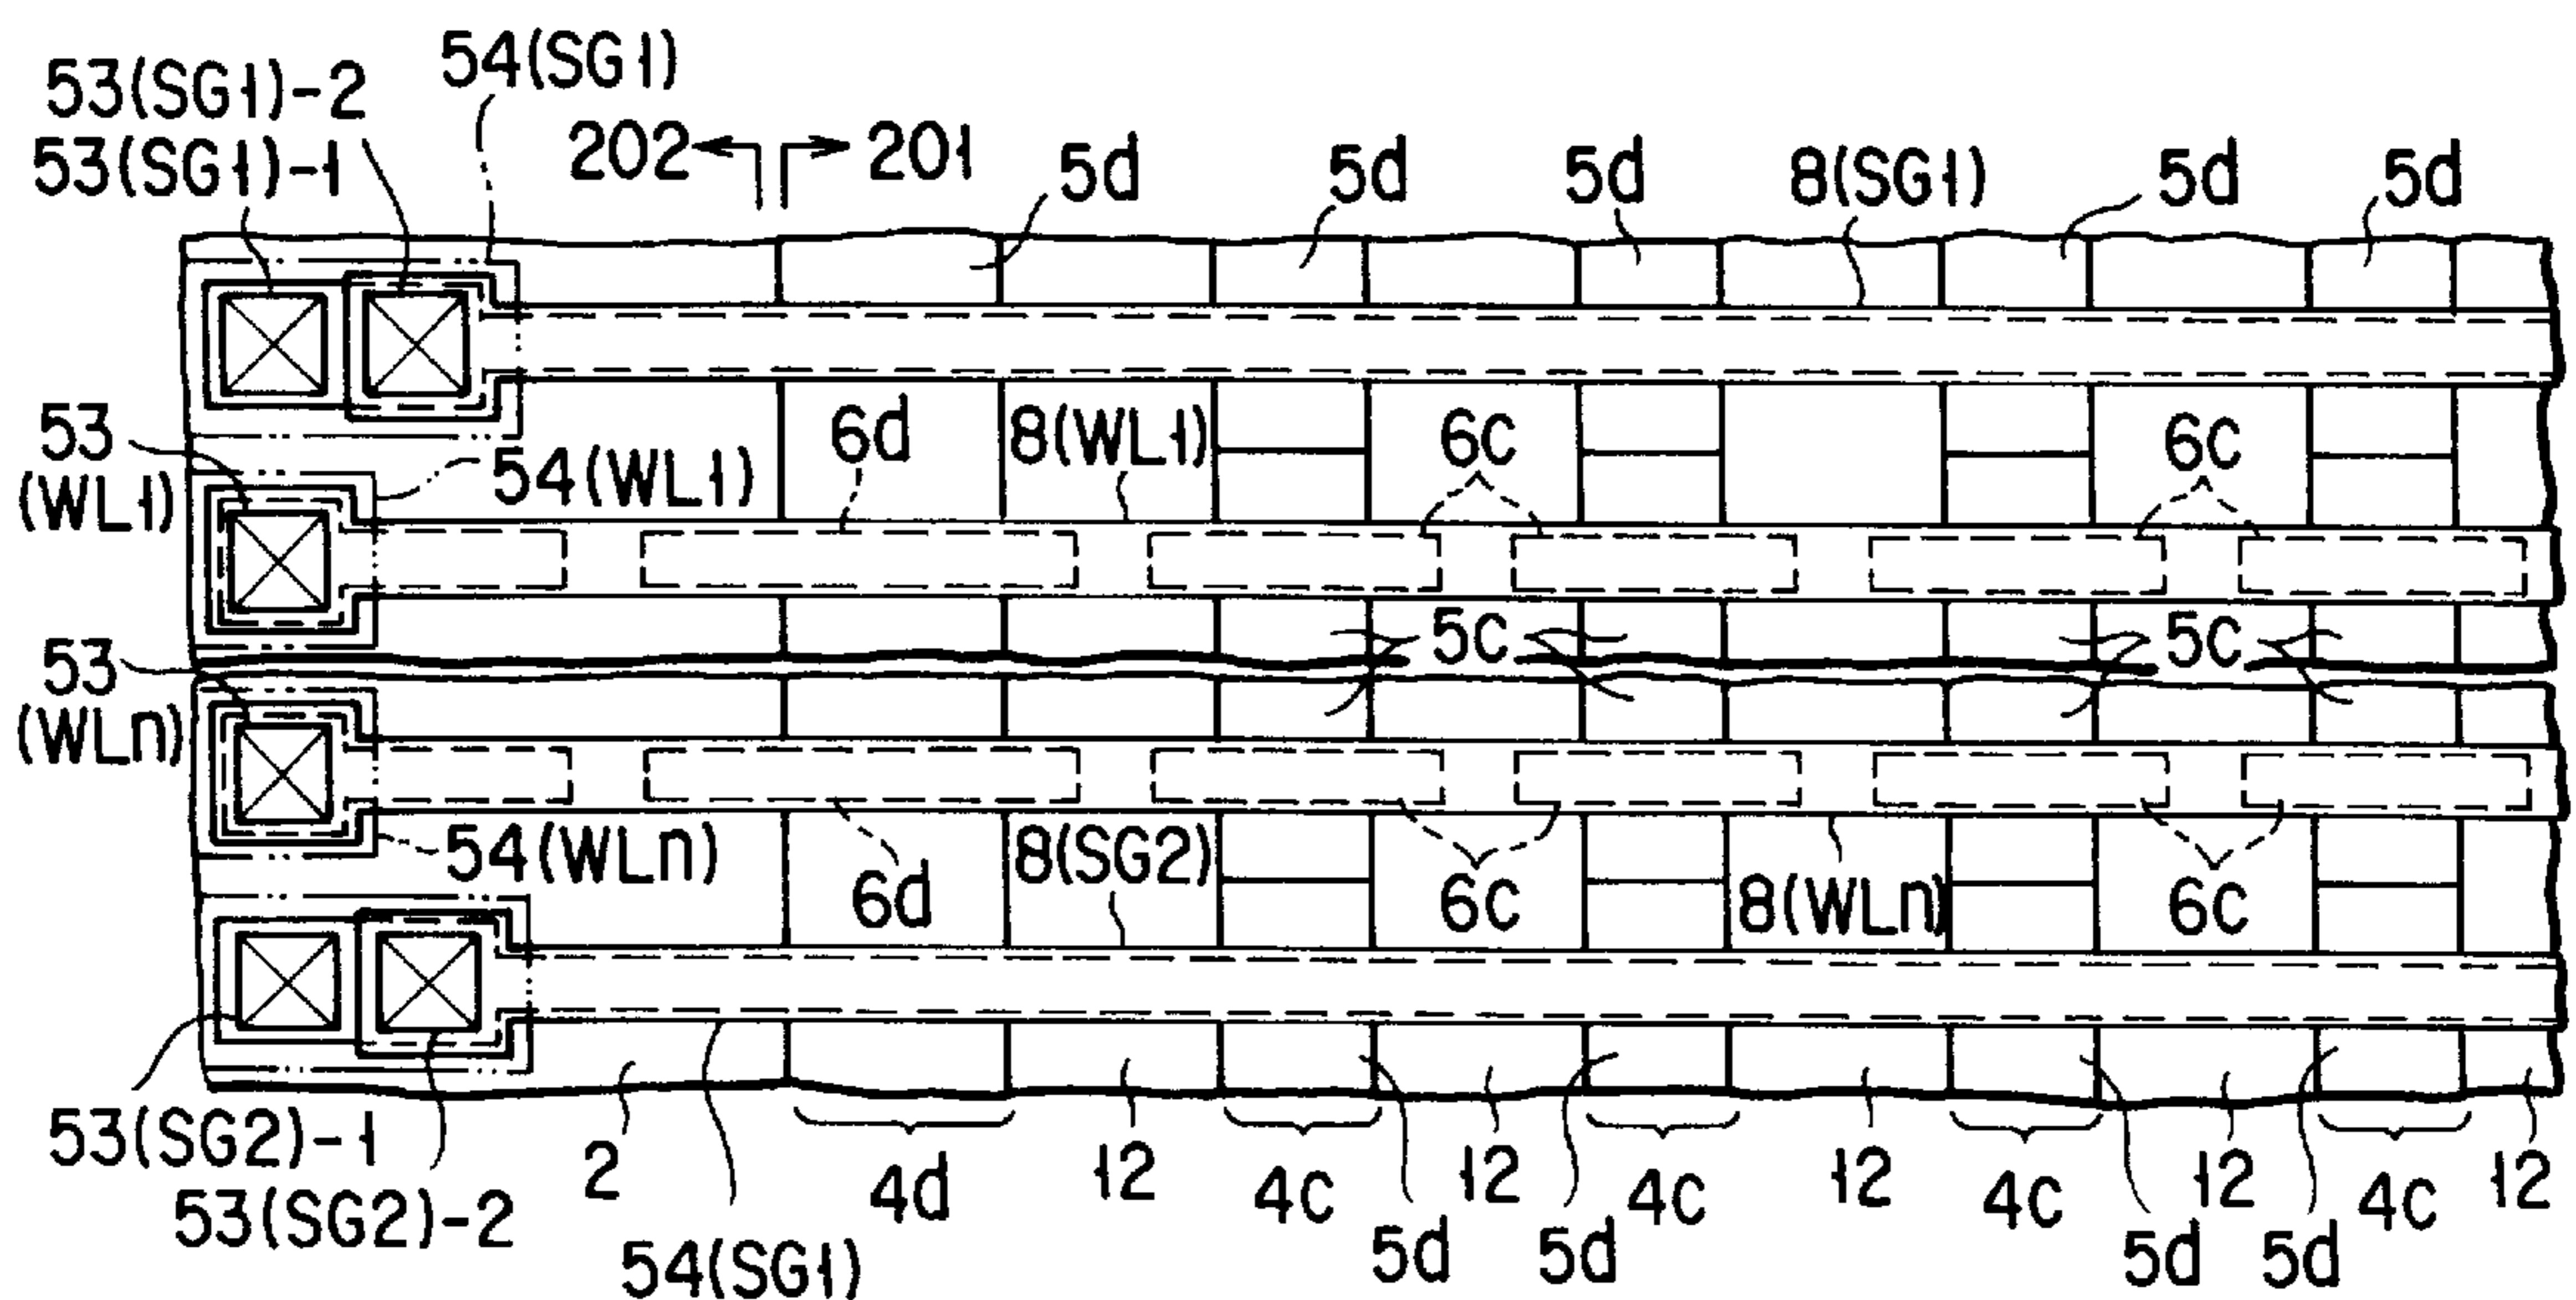 54(SG1)
53(SG1)-2
53(SG1)-1
202
201
5d
5d
5d
8(SG1)
5d
5d
53
(WL1)
54(WL1)
6d
8(WL1)
6c
6c
53
(WLn)
5c
5c
54(WLn)
6d
8(SG2)
6c
8(WLn)
6c
53(SG2)-1
53(SG2)-2
2
54(SG1)
4d
12
4c
5d
12
5d
4c
12
4c
5d
12
5d
4c
12